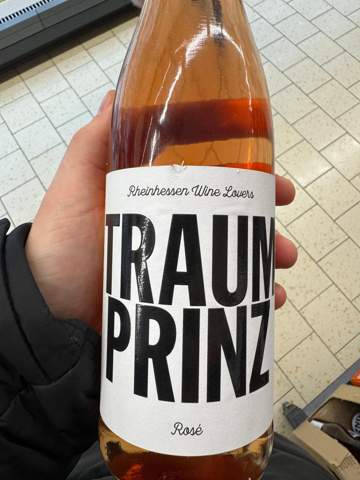 Rheinhessen Wine Lovers
TRAUM
PRINZ
Rosé